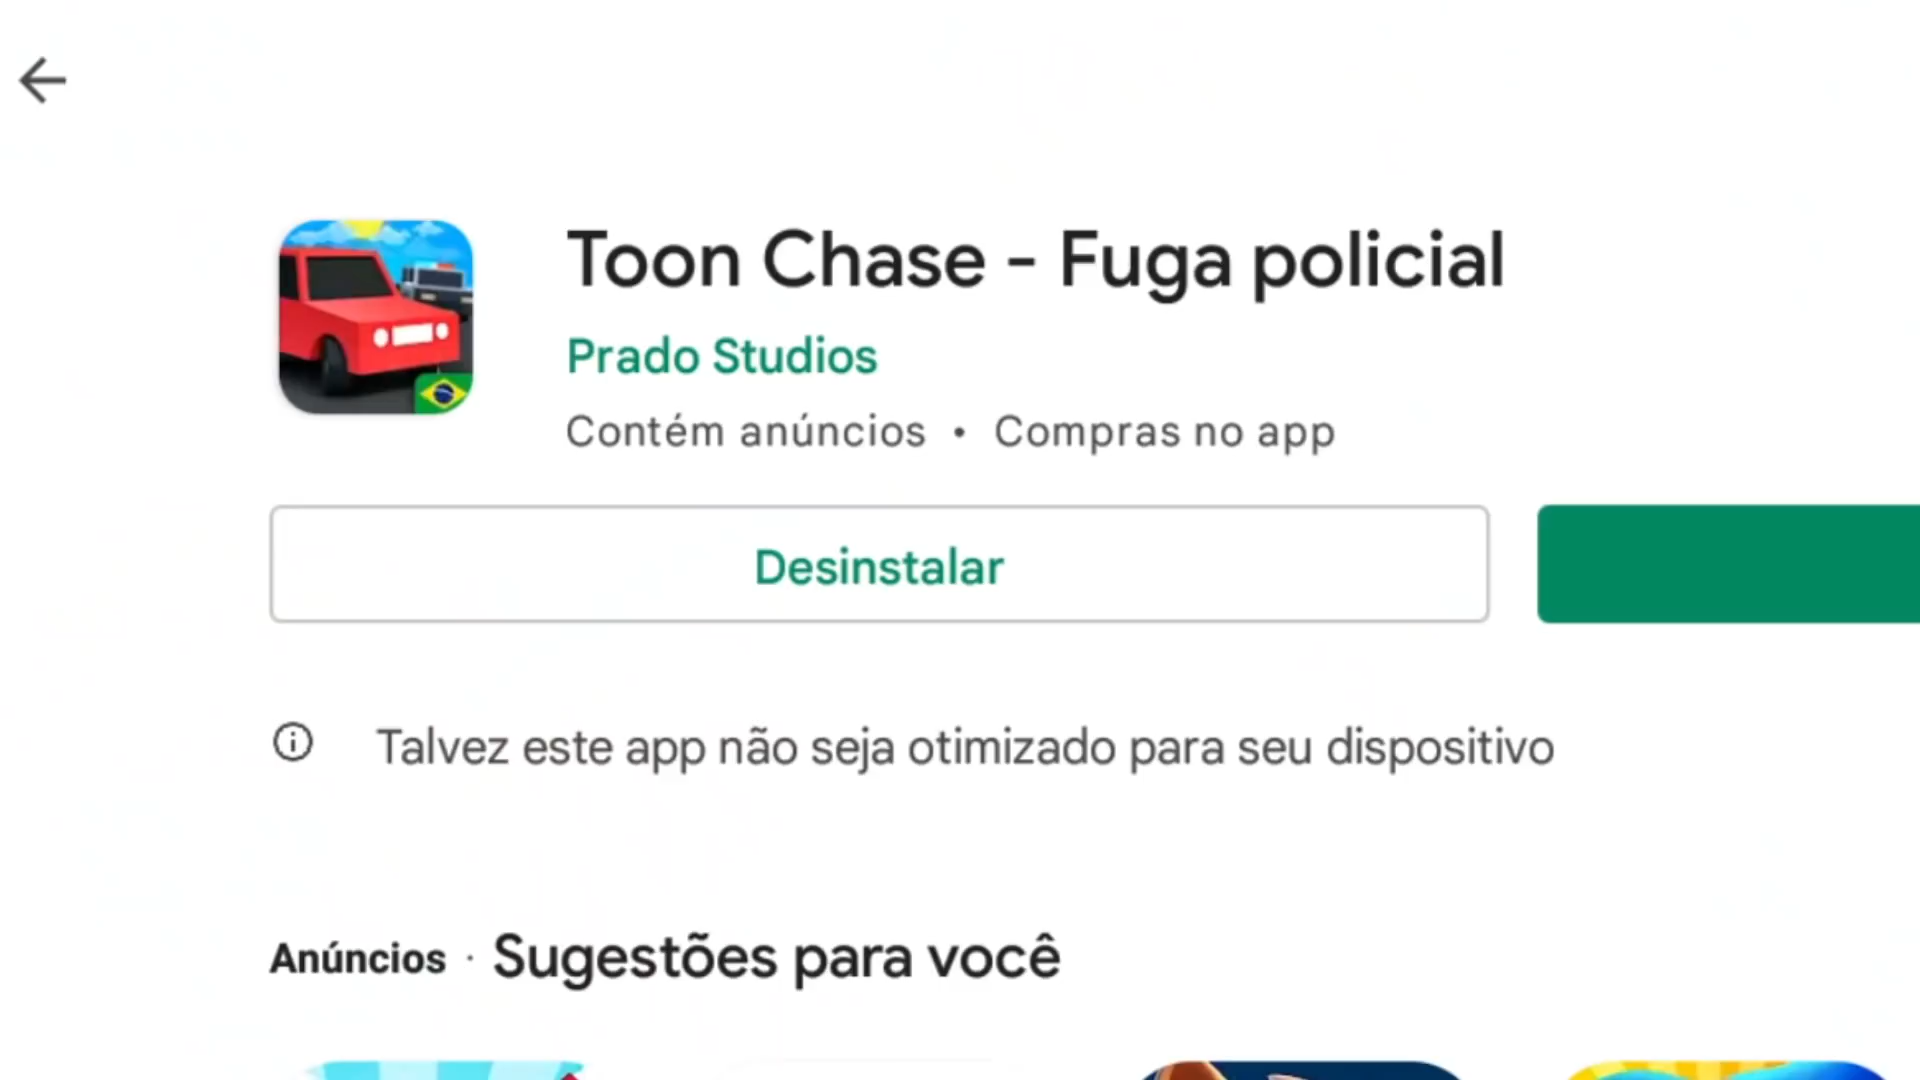 Toon Chase - Fuga policial
Prado Studios
Contém anúncios • Compras no app
Desinstalar
Talvez este app não seja otimizado para seu dispositivo
Anúncios · Sugestões para você